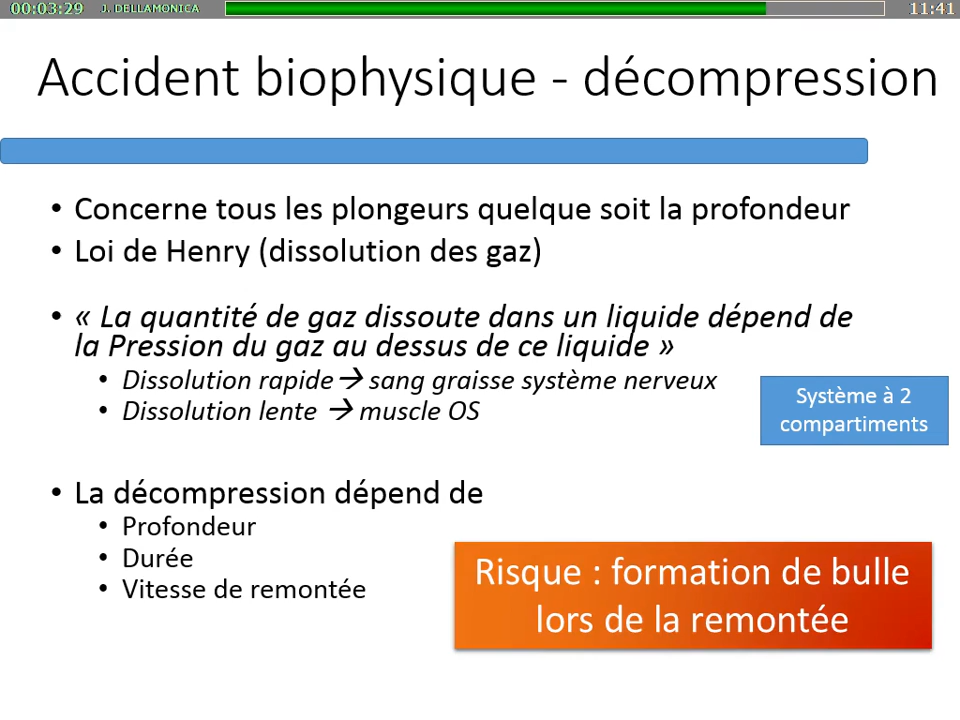 00:03:29 J. DELLAMONICA 11:41
Accident biophysique - décompression
• Concerne tous les plongeurs quelque soit la profondeur
• Loi de Henry (dissolution des gaz)
• « La quantité de gaz dissoute dans un liquide dépend de
la Pression du gaz au dessus de ce liquide »
• Dissolution rapide→ sang graisse système nerveux
• Dissolution lente → muscle OS
Système à 2
compartiments
• La décompression dépend de
• Profondeur
• Durée
• Vitesse de remontée
Risque : formation de bulle
lors de la remontée